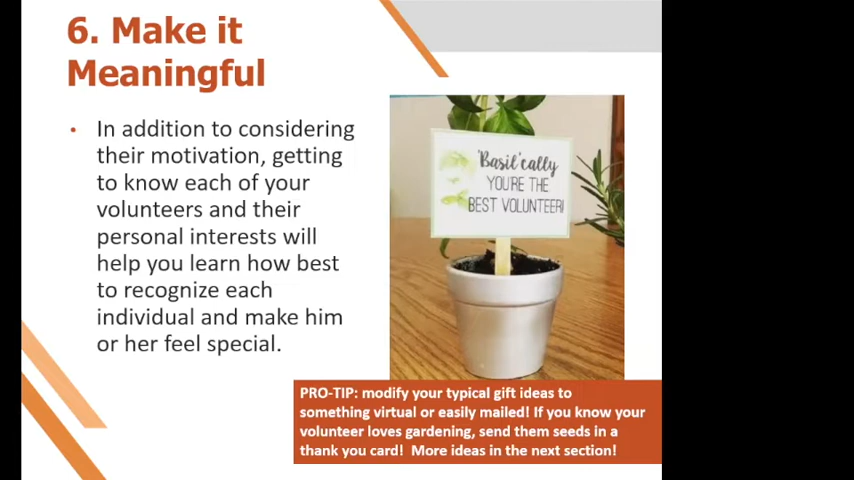 6. Make it
Meaningful
• In addition to considering
their motivation, getting
to know each of your
volunteers and their
personal interests will
help you learn how best
to recognize each
individual and make him
or her feel special.
'Basil'cally
YOU'RE THE
BEST VOLUNTEER!
PRO-TIP: modify your typical gift ideas to
something virtual or easily mailed! If you know your
volunteer loves gardening, send them seeds in a
thank you card! More ideas in the next section!